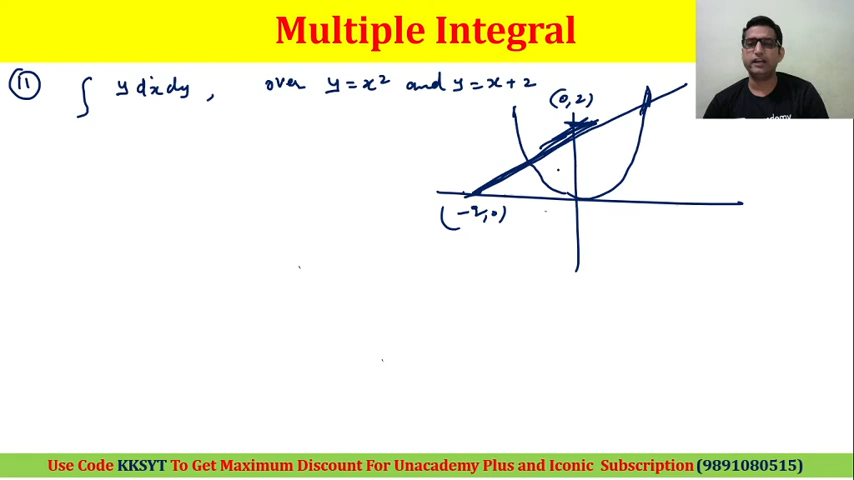 Multiple Integral
⑪ ∫ y dx dy , over y = x² and y = x + 2
(0, 2)
(-2, 0)
Use Code KKSYT To Get Maximum Discount For Unacademy Plus and Iconic Subscription (9891080515)